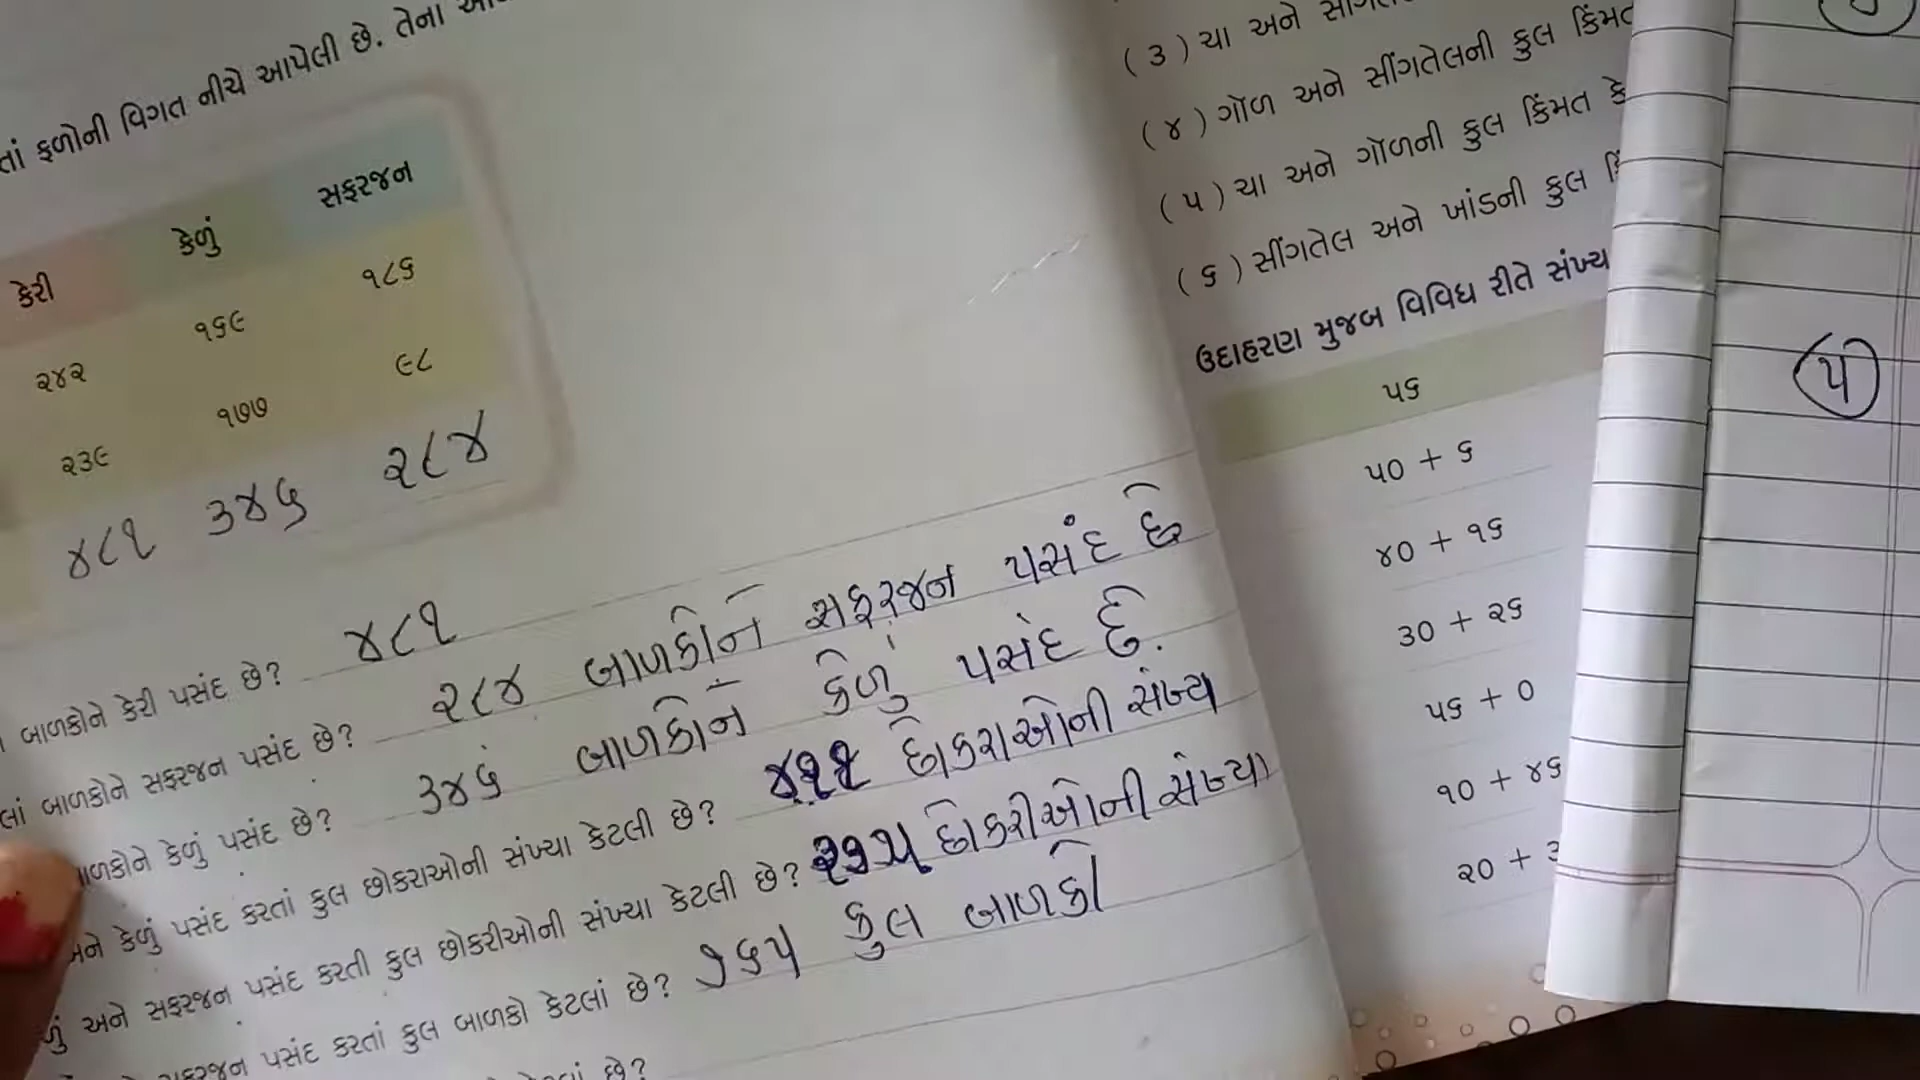 ફળોની વિગત નીચે આપેલી છે. તેના
કેરી કેળું સફરજન
૨૪૨ ૧૬૯ ૧૮૬
૨૩૯ ૧૭૭ ૯૮
૪૮૧ ૩૪૬ ૨૮૪
બાળકોને કેરી પસંદ છે? ૪૮૧
બાળકોને સફરજન પસંદ છે? ૨૮૪ બાળકોને સફરજન પસંદ છે
કેળું પસંદ છે? ૩૪૬ બાળકોને કેળું પસંદ છે.
અને કેળું પસંદ કરતાં કુલ છોકરાઓની સંખ્યા કેટલી છે? ૪૧૧ છોકરાઓની સંખ્ય
અને સફરજન પસંદ કરતી કુલ છોકરીઓની સંખ્યા કેટલી છે? છોકરીઓની સંખ્યા
પસંદ કરતાં કુલ બાળકો કેટલાં છે? ૭૬૫ કુલ બાળકો
છે?
( ૩ ) ચા અને
( ૪ ) ગૉળ અને સીંગતેલની કુલ કિંમત
( ૫ ) ચા અને ગૉળની કુલ કિંમત કે
( ૬ ) સીંગતેલ અને ખાંડની કુલ
ઉદાહરણ મુજબ વિવિધ રીતે સંખ્ય
૫૬
૫૦ + ૬
૪૦ + ૧૬
૩૦ + ૨૬
૫૬ + ૦
૧૦ + ૪૬
૨૦ + ૩
૫